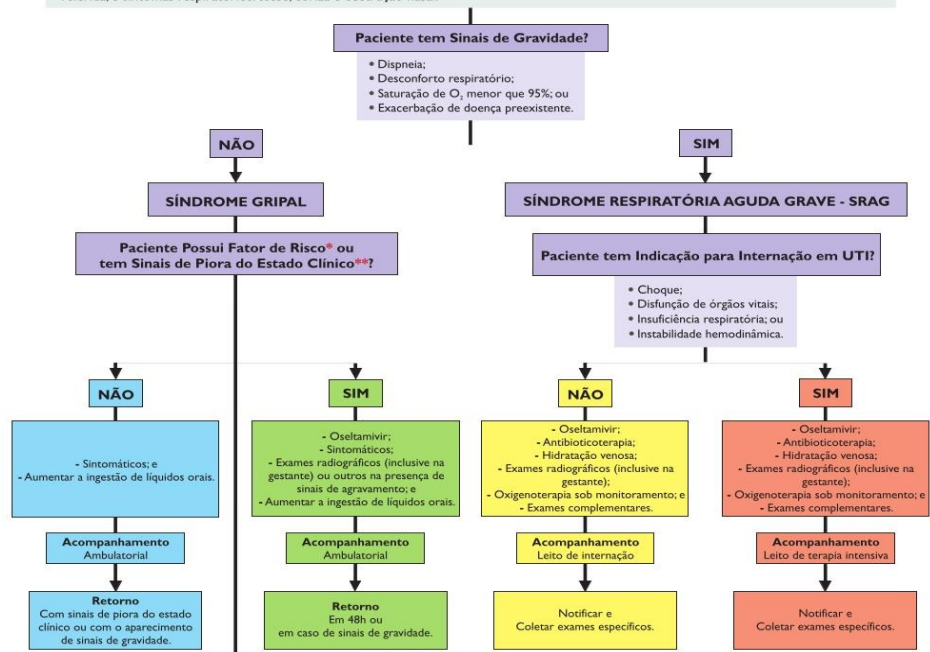 Paciente tem Sinais de Gravidade?
• Dispneia;
• Desconforto respiratório;
• Saturação de O₂ menor que 95%; ou
• Exacerbação de doença preexistente.
NÃO
SIM
SÍNDROME GRIPAL
SÍNDROME RESPIRATÓRIA AGUDA GRAVE - SRAG
Paciente Possui Fator de Risco* ou
tem Sinais de Piora do Estado Clínico**?
Paciente tem Indicação para Internação em UTI?
• Choque;
• Disfunção de órgãos vitais;
• Insuficiência respiratória; ou
• Instabilidade hemodinâmica.
NÃO
SIM
NÃO
SIM
- Sintomáticos; e
- Aumentar a ingestão de líquidos orais.
- Oseltamivir;
- Sintomáticos;
- Exames radiográficos (inclusive na
gestante) ou outros na presença de
sinais de agravamento; e
- Aumentar a ingestão de líquidos orais.
- Oseltamivir;
- Antibioticoterapia;
- Hidratação venosa;
- Exames radiográficos (inclusive na
gestante);
- Oxigenoterapia sob monitoramento; e
- Exames complementares.
- Oseltamivir;
- Antibioticoterapia;
- Hidratação venosa;
- Exames radiográficos (inclusive na
gestante);
- Oxigenoterapia sob monitoramento; e
- Exames complementares.
Acompanhamento
Ambulatorial
Acompanhamento
Ambulatorial
Acompanhamento
Leito de internação
Acompanhamento
Leito de terapia intensiva
Retorno
Com sinais de piora do estado
clínico ou com o aparecimento
de sinais de gravidade.
Retorno
Em 48h ou
em caso de sinais de gravidade.
Notificar e
Coletar exames específicos.
Notificar e
Coletar exames específicos.